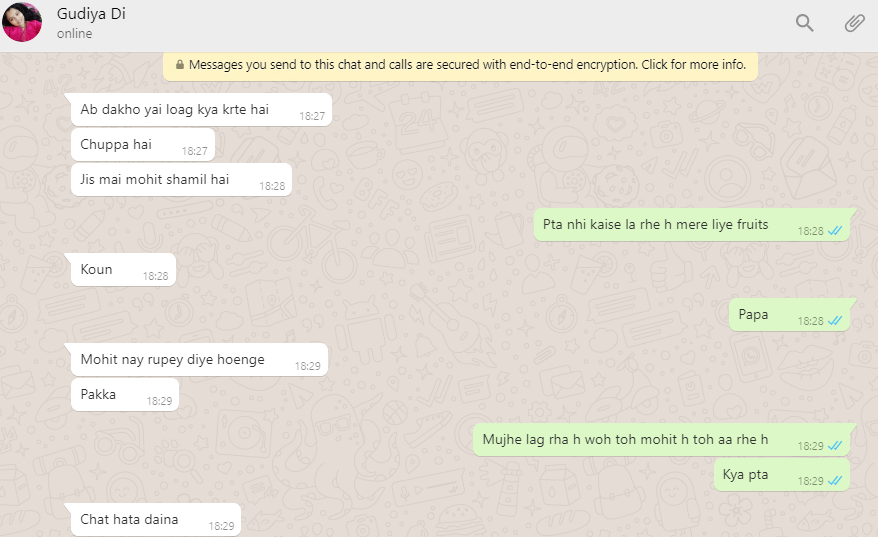 Gudiya Di
online
Messages you send to this chat and calls are secured with end-to-end encryption. Click for more info.
Ab dakho yai loag kya krte hai 18:27
Chuppa hai 18:27
Jis mai mohit shamil hai 18:28
Pta nhi kaise la rhe h mere liye fruits 18:28
Koun 18:28
Papa 18:28
Mohit nay rupey diye hoenge 18:29
Pakka 18:29
Mujhe lag rha h woh toh mohit h toh aa rhe h 18:29
Kya pta 18:29
Chat hata daina 18:29